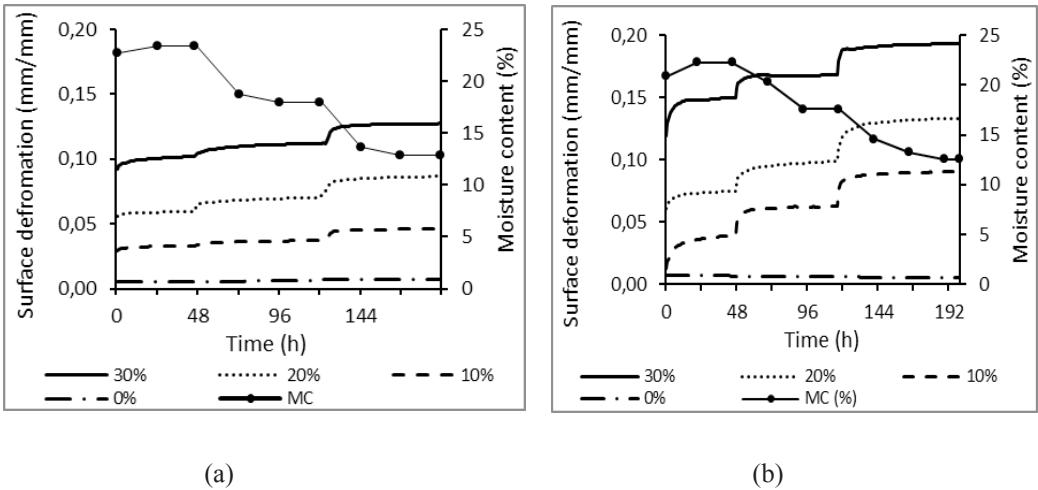 0,20 25
0,15 20
15
0,10
10
0,05
5
0,00 0
0 48 96 144
Time (h)
Surface defromation (mm/mm)
Moisture content (%)
30% 20% 10%
0% MC
0,20 25
20
0,15
15
0,10
10
0,05
5
0,00 0
0 48 96 144 192
Time (h)
Surface deformation (mm/mm)
Moisture content (%)
30% 20% 10%
0% MC (%)
(a) (b)